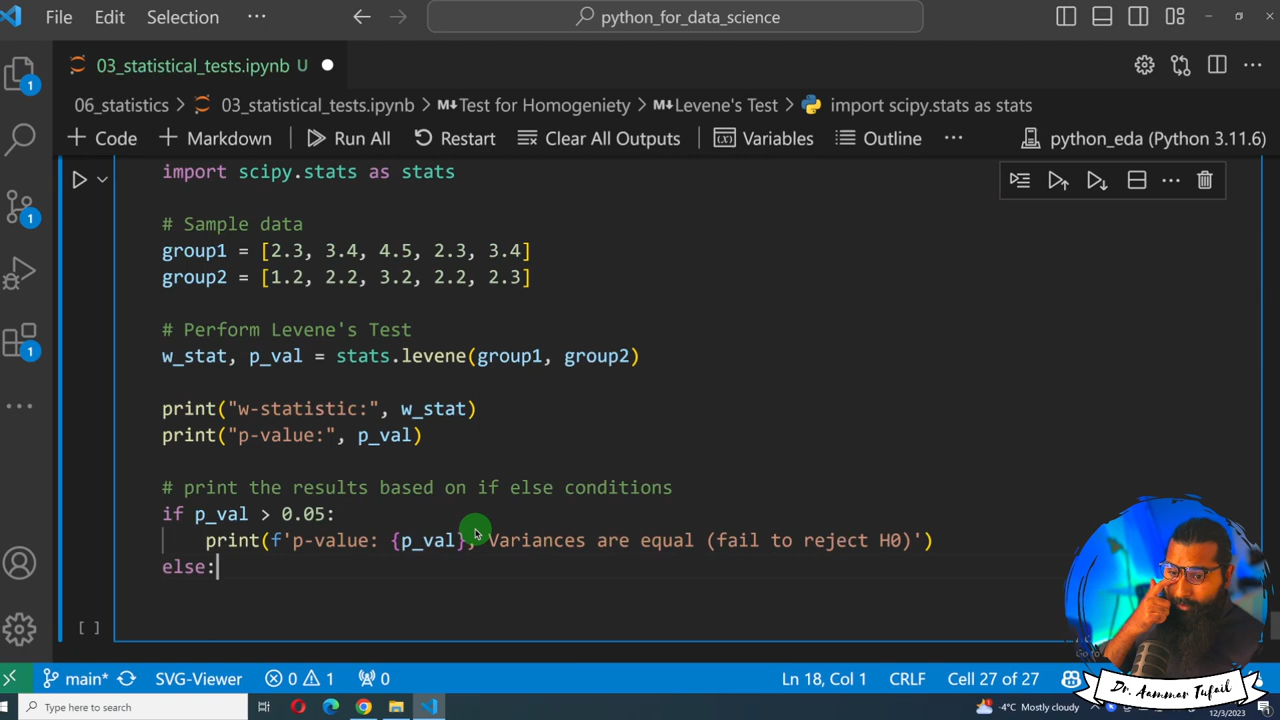 File Edit Selection ··· python_for_data_science
03_statistical_tests.ipynb U
06_statistics > 03_statistical_tests.ipynb > M↓Test for Homogeniety > M↓Levene's Test > import scipy.stats as stats
+ Code + Markdown Run All Restart Clear All Outputs Variables Outline ··· python_eda (Python 3.11.6)
import scipy.stats as stats
# Sample data
group1 = [2.3, 3.4, 4.5, 2.3, 3.4]
group2 = [1.2, 2.2, 3.2, 2.2, 2.3]
# Perform Levene's Test
w_stat, p_val = stats.levene(group1, group2)
print("w-statistic:", w_stat)
print("p-value:", p_val)
# print the results based on if else conditions
if p_val > 0.05:
print(f'p-value: {p_val}, Variances are equal (fail to reject H0)')
else:
[ ]
1
1
1
main* SVG-Viewer 0 1 0 Ln 18, Col 1 CRLF Cell 27 of 27
Dr. Aammar Tufail
Type here to search -4°C Mostly cloudy 12/3/2023